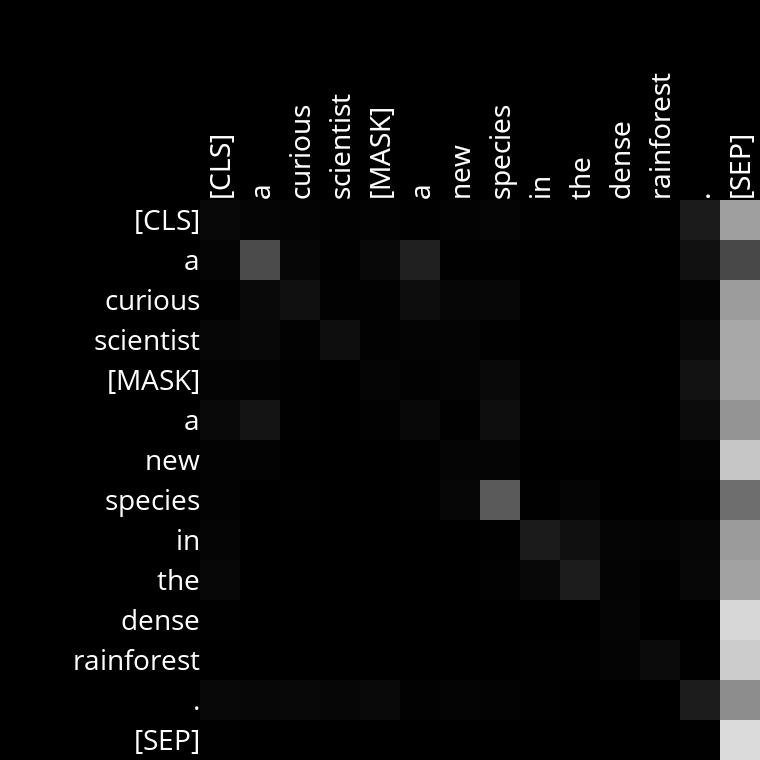 [CLS]
a
curious
scientist
[MASK]
a
new
species
in
the
dense
rainforest
.
[SEP]
[CLS]
a
curious
scientist
[MASK]
a
new
species
in
the
dense
rainforest
.
[SEP]